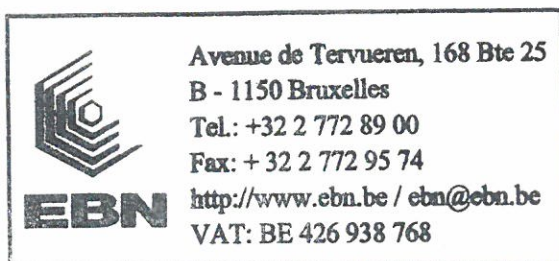 EBN
Avenue de Tervueren, 168 Bte 25
B - 1150 Bruxelles
Tel.: +32 2 772 89 00
Fax: + 32 2 772 95 74
http://www.ebn.be / ebn@ebn.be
VAT: BE 426 938 768